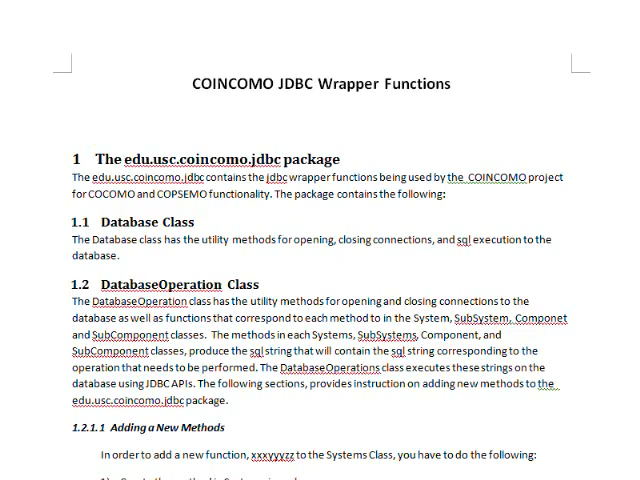 COINCOMO JDBC Wrapper Functions
1 The edu.usc.coincomo.jdbc package
The edu.usc.coincomo.jdbc contains the jdbc wrapper functions being used by the COINCOMO project
for COCOMO and COPSEMO functionality. The package contains the following:
1.1 Database Class
The Database class has the utility methods for opening, closing connections, and sql execution to the
database.
1.2 DatabaseOperation Class
The DatabaseOperation class has the utility methods for opening and closing connections to the
database as well as functions that correspond to each method to in the System, SubSystem, Componet
and SubComponent classes. The methods in each Systems, SubSystems, Component, and
SubComponent classes, produce the sql string that will contain the sql string corresponding to the
operation that needs to be performed. The DatabaseOperations class executes these strings on the
database using JDBC APIs. The following sections, provides instruction on adding new methods to the
edu.usc.coincomo.jdbc package.
1.2.1.1 Adding a New Methods
In order to add a new function, xxxyyyzz to the Systems Class, you have to do the following: